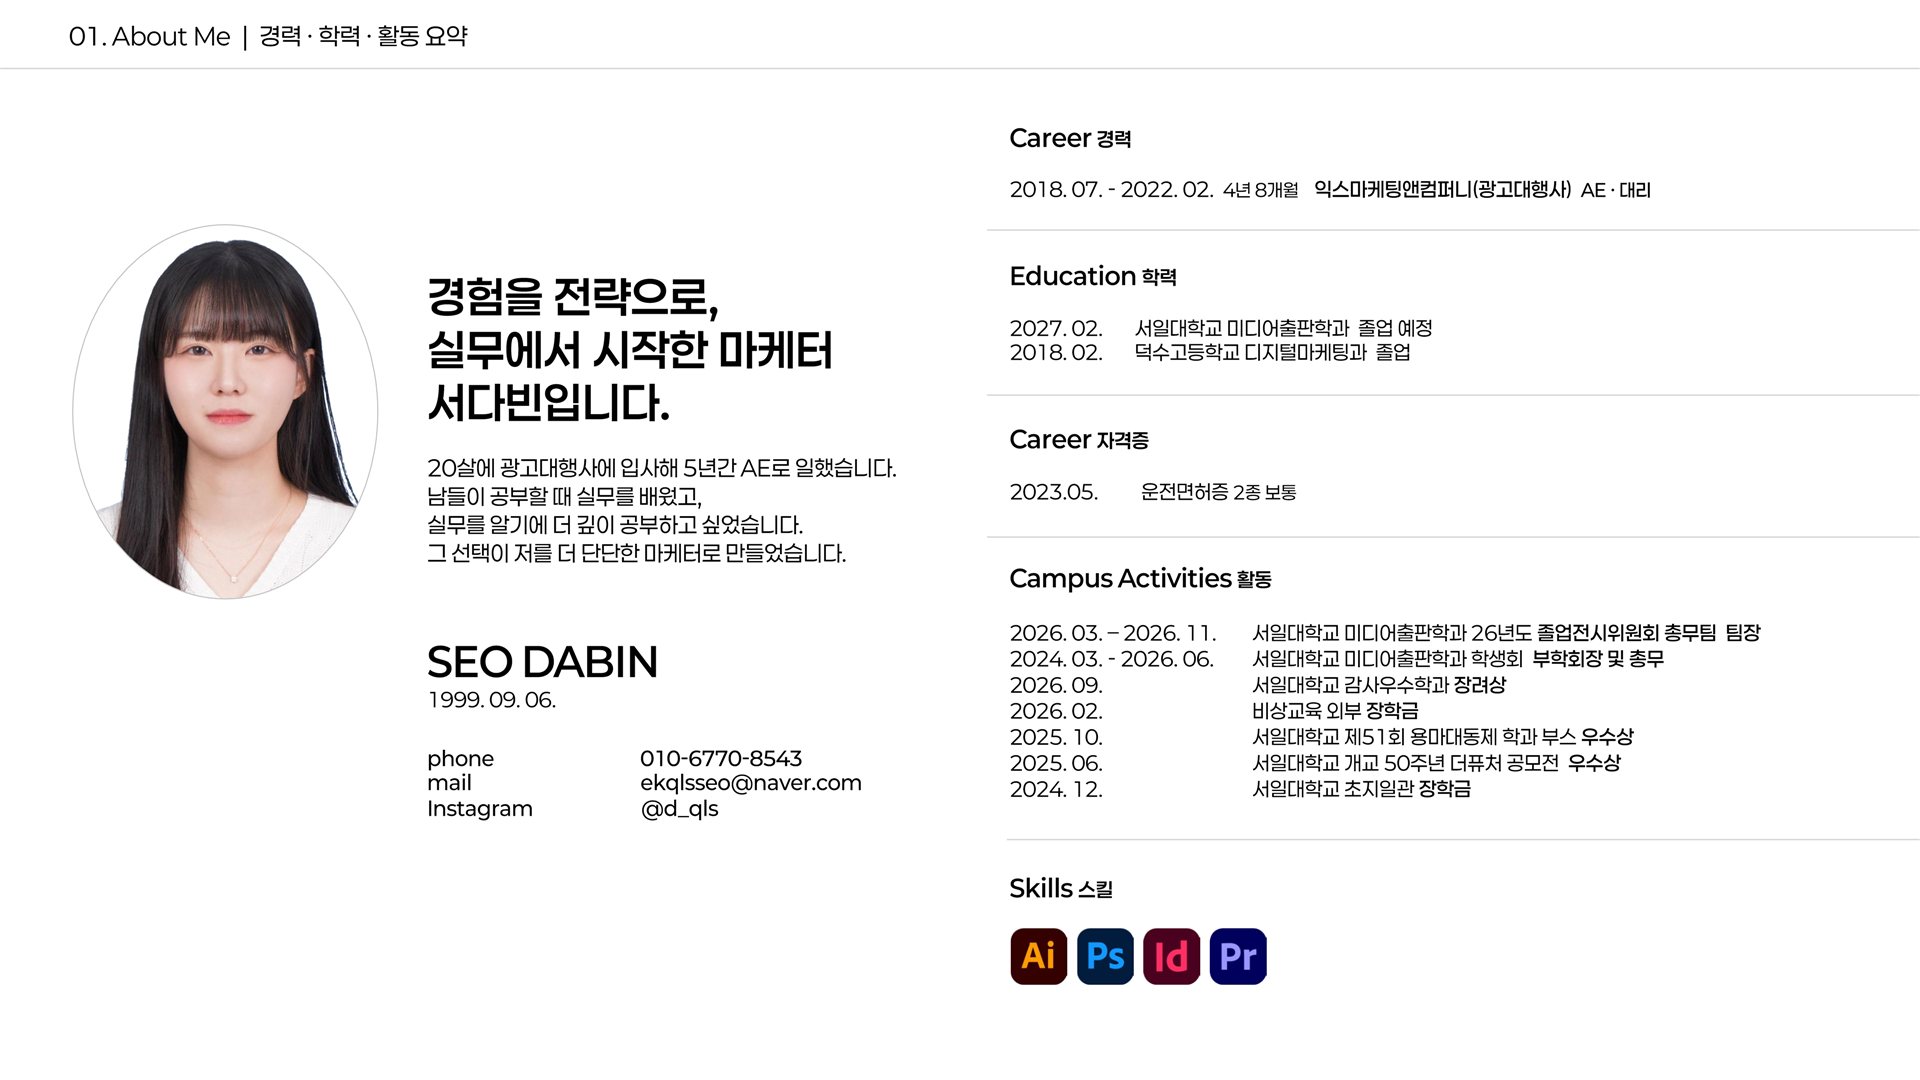 01. About Me | 경력 · 학력 · 활동 요약
경험을 전략으로,
실무에서 시작한 마케터
서다빈입니다.
20살에 광고대행사에 입사해 5년간 AE로 일했습니다.
남들이 공부할 때 실무를 배웠고,
실무를 알기에 더 깊이 공부하고 싶었습니다.
그 선택이 저를 더 단단한 마케터로 만들었습니다.
SEO DABIN
1999. 09. 06.
phone 010-6770-8543
mail ekqlsseo@naver.com
Instagram @d_qls
Career 경력
2018. 07. - 2022. 02. 4년 8개월 익스마케팅앤컴퍼니(광고대행사) AE · 대리
Education 학력
2027. 02. 서일대학교 미디어출판학과 졸업 예정
2018. 02. 덕수고등학교 디지털마케팅과 졸업
Career 자격증
2023.05. 운전면허증 2종 보통
Campus Activities 활동
2026. 03. – 2026. 11. 서일대학교 미디어출판학과 26년도 졸업전시위원회 총무팀 팀장
2024. 03. - 2026. 06. 서일대학교 미디어출판학과 학생회 부학회장 및 총무
2026. 09. 서일대학교 감사우수학과 장려상
2026. 02. 비상교육 외부 장학금
2025. 10. 서일대학교 제51회 용마대동제 학과 부스 우수상
2025. 06. 서일대학교 개교 50주년 더퓨처 공모전 우수상
2024. 12. 서일대학교 초지일관 장학금
Skills 스킬
Ai Ps Id Pr